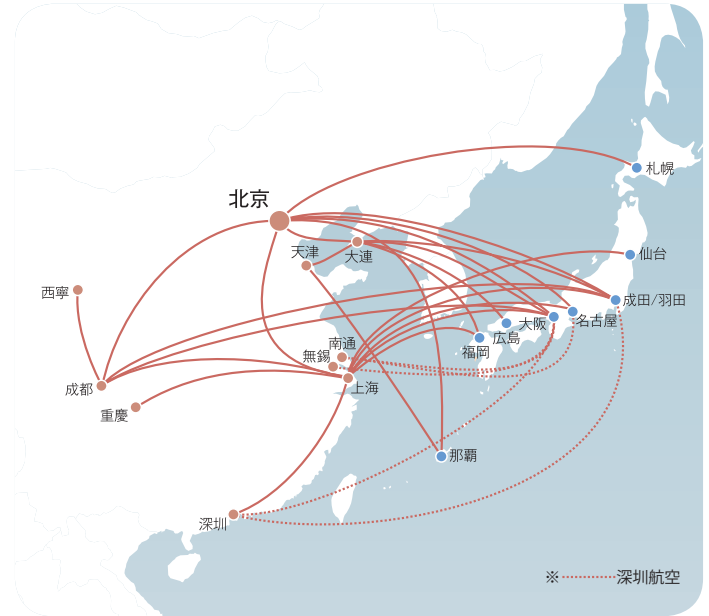 札幌
北京
天津
大連
仙台
西寧
成田/羽田
大阪
名古屋
広島
南通
福岡
無錫
成都
上海
重慶
那覇
深圳
※
深圳航空